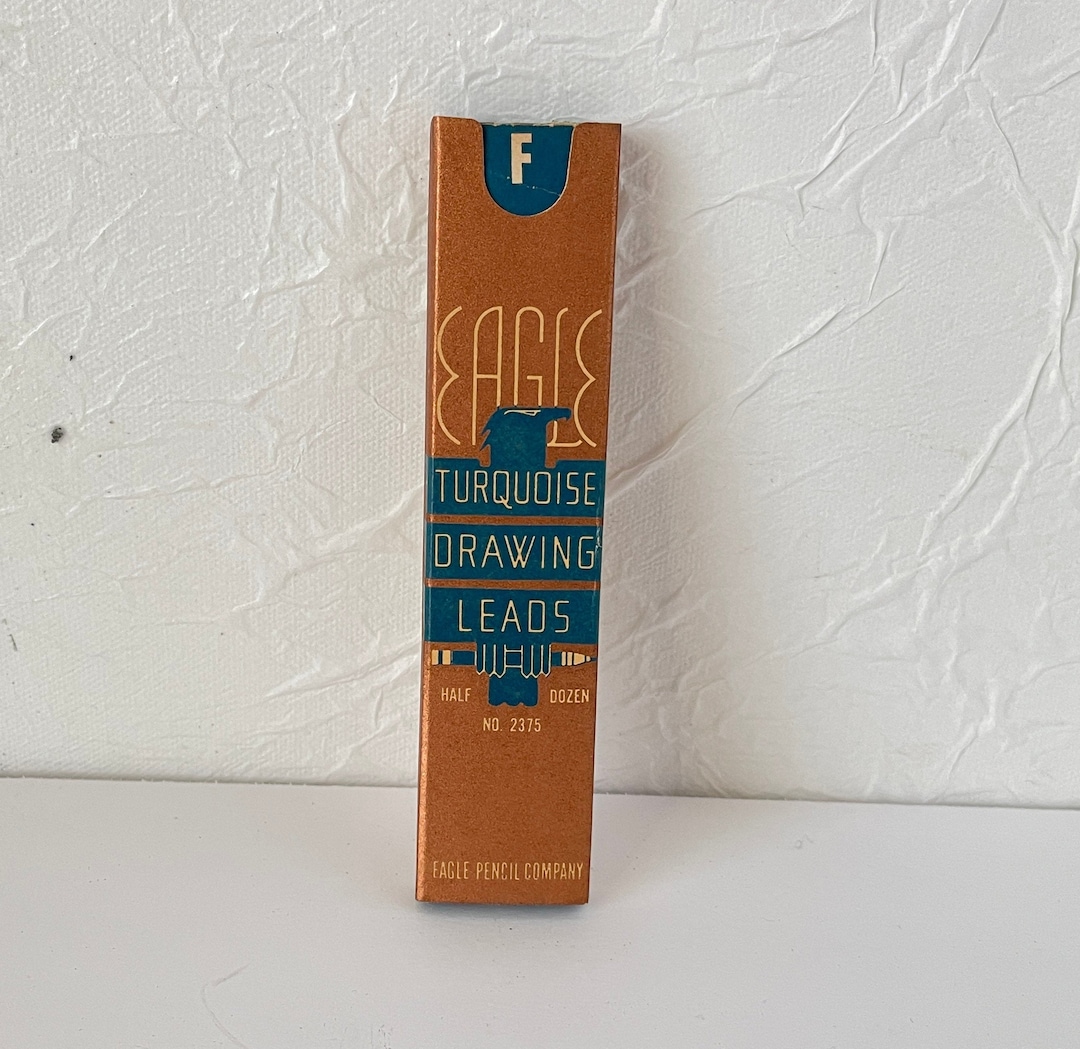 F
EAGLE
TURQUOISE
DRAWING
LEADS
HALF DOZEN
NO. 2375
EAGLE PENCIL COMPANY